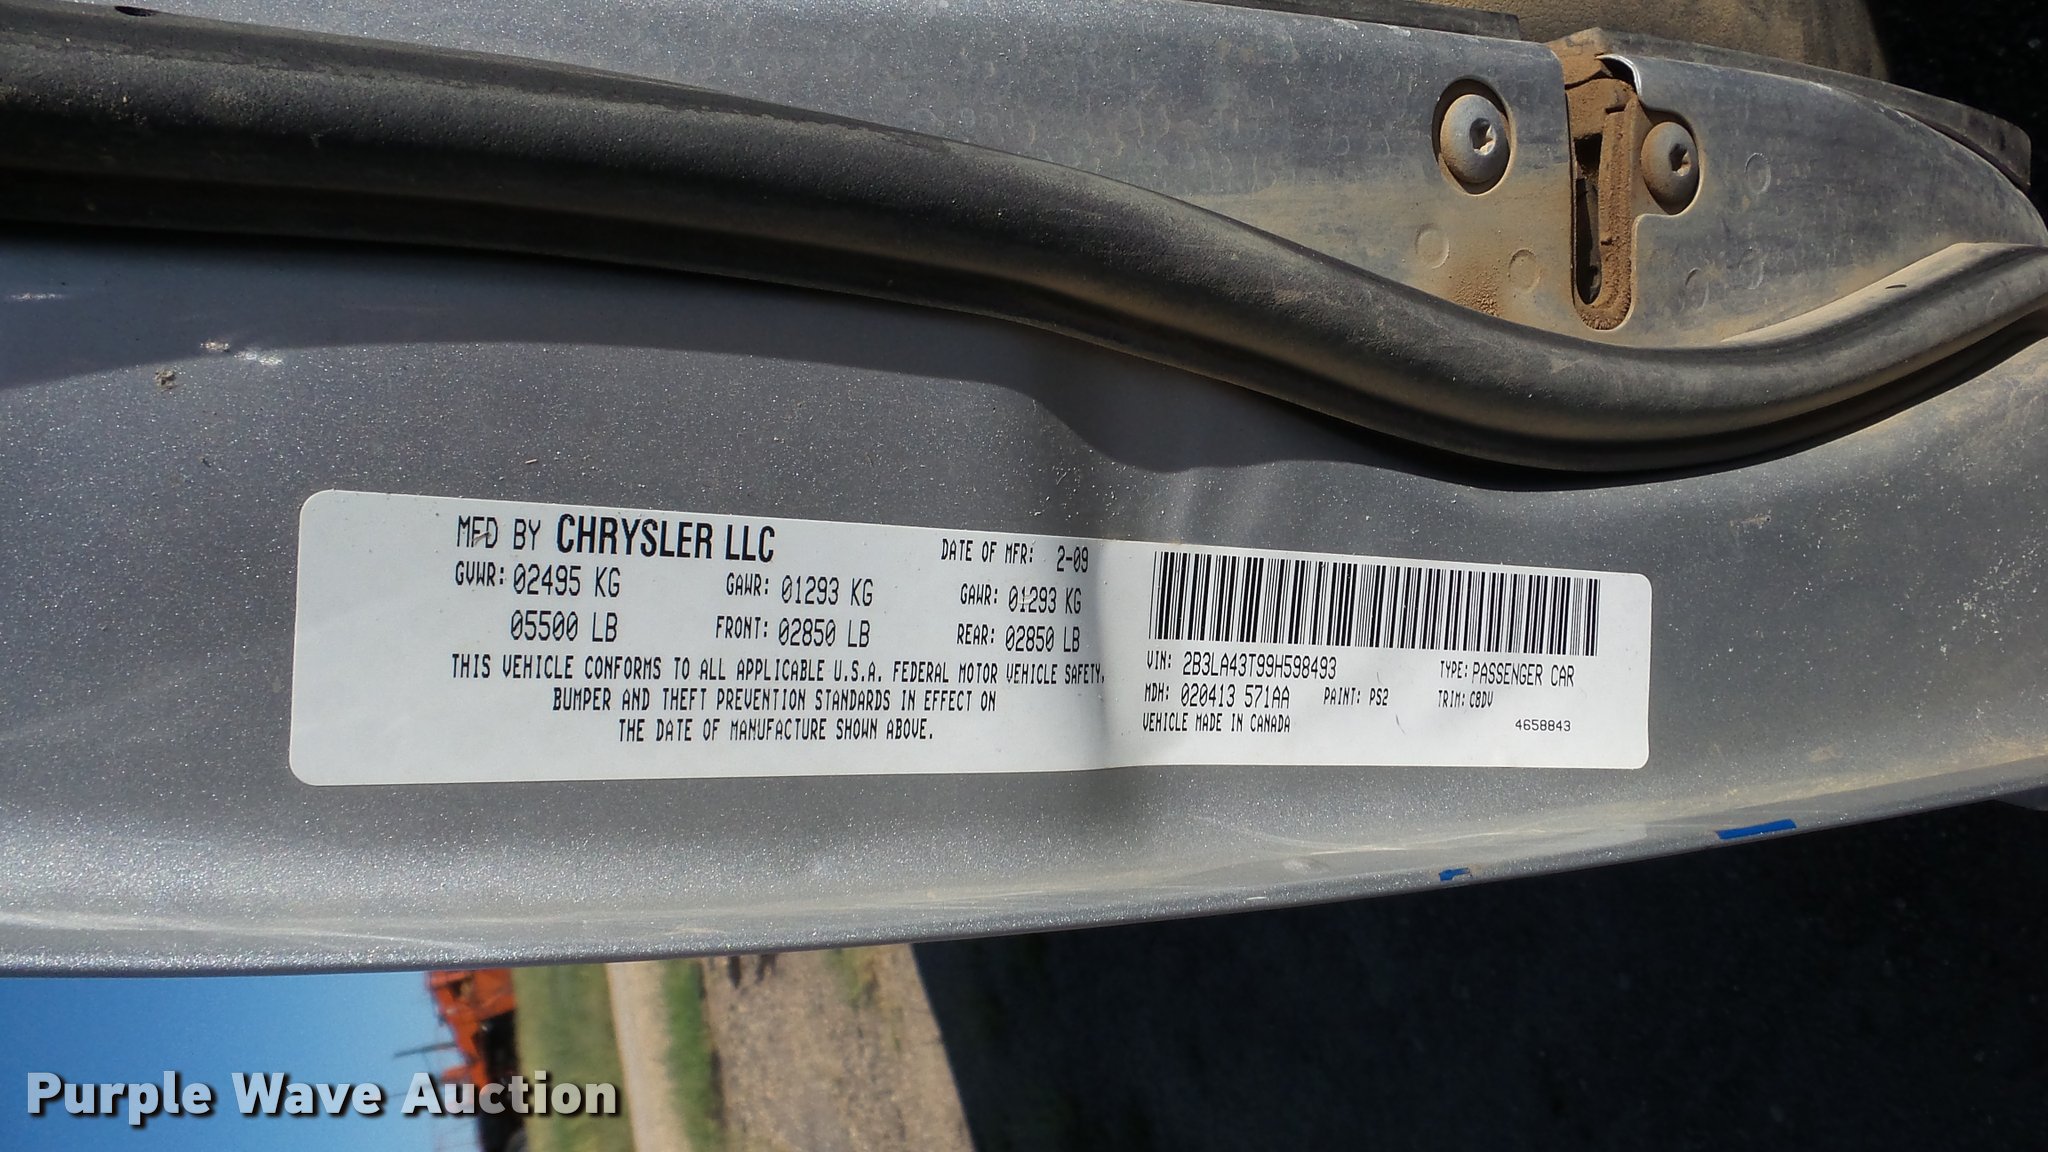 MFD BY CHRYSLER LLC DATE OF MFR: 2-09
GVWR: 02495 KG GAWR: 01293 KG GAWR: 01293 KG
05500 LB FRONT: 02850 LB REAR: 02850 LB
THIS VEHICLE CONFORMS TO ALL APPLICABLE U.S.A. FEDERAL MOTOR VEHICLE SAFETY,
BUMPER AND THEFT PREVENTION STANDARDS IN EFFECT ON
THE DATE OF MANUFACTURE SHOWN ABOVE.
VIN: 2B3LA43T99H598493 TYPE: PASSENGER CAR
MDH: 020413 571AA PAINT: PS2 TRIM: C8DV
VEHICLE MADE IN CANADA 4658843
Purple Wave Auction